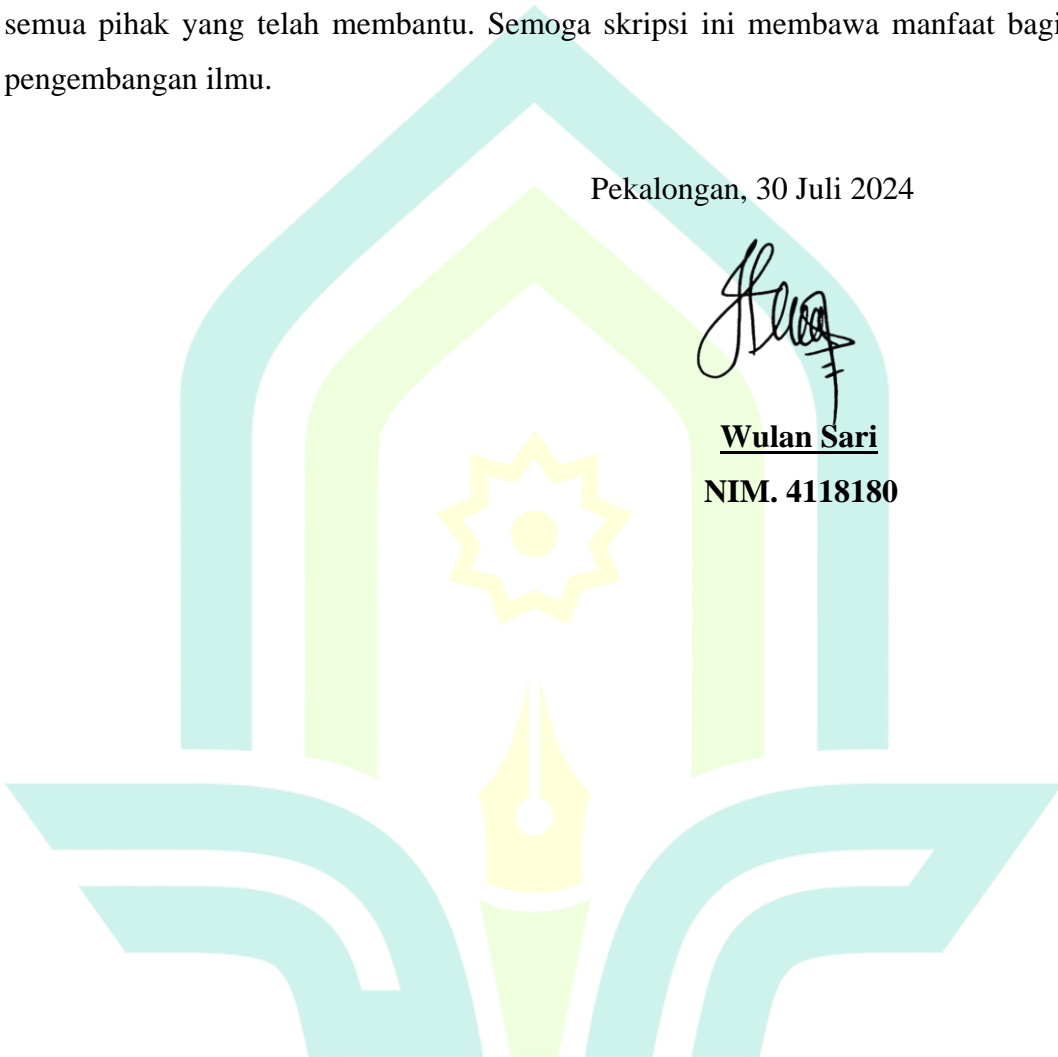 semua pihak yang telah membantu. Semoga skripsi ini membawa manfaat bagi
pengembangan ilmu.
Pekalongan, 30 Juli 2024
Wulan Sari
NIM. 4118180